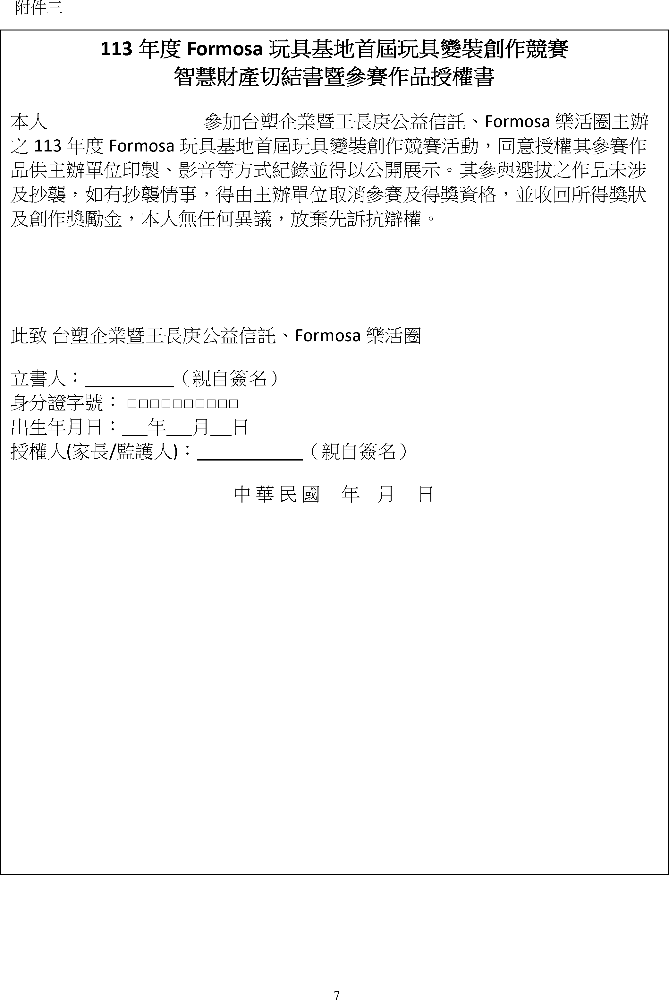 附件三
113 年度 Formosa 玩具基地首屆玩具變裝創作競賽
智慧財產切結書暨參賽作品授權書
本人 參加台塑企業暨王長庚公益信託、Formosa 樂活圈主辦
之 113 年度 Formosa 玩具基地首屆玩具變裝創作競賽活動，同意授權其參賽作
品供主辦單位印製、影音等方式紀錄並得以公開展示。其參與選拔之作品未涉
及抄襲，如有抄襲情事，得由主辦單位取消參賽及得獎資格，並收回所得獎狀
及創作獎勵金，本人無任何異議，放棄先訴抗辯權。
此致 台塑企業暨王長庚公益信託、Formosa 樂活圈
立書人：__________（親自簽名）
身分證字號： □□□□□□□□□□
出生年月日：___年___月__日
授權人(家長/監護人)：____________（親自簽名）
中 華 民 國 年 月 日
7